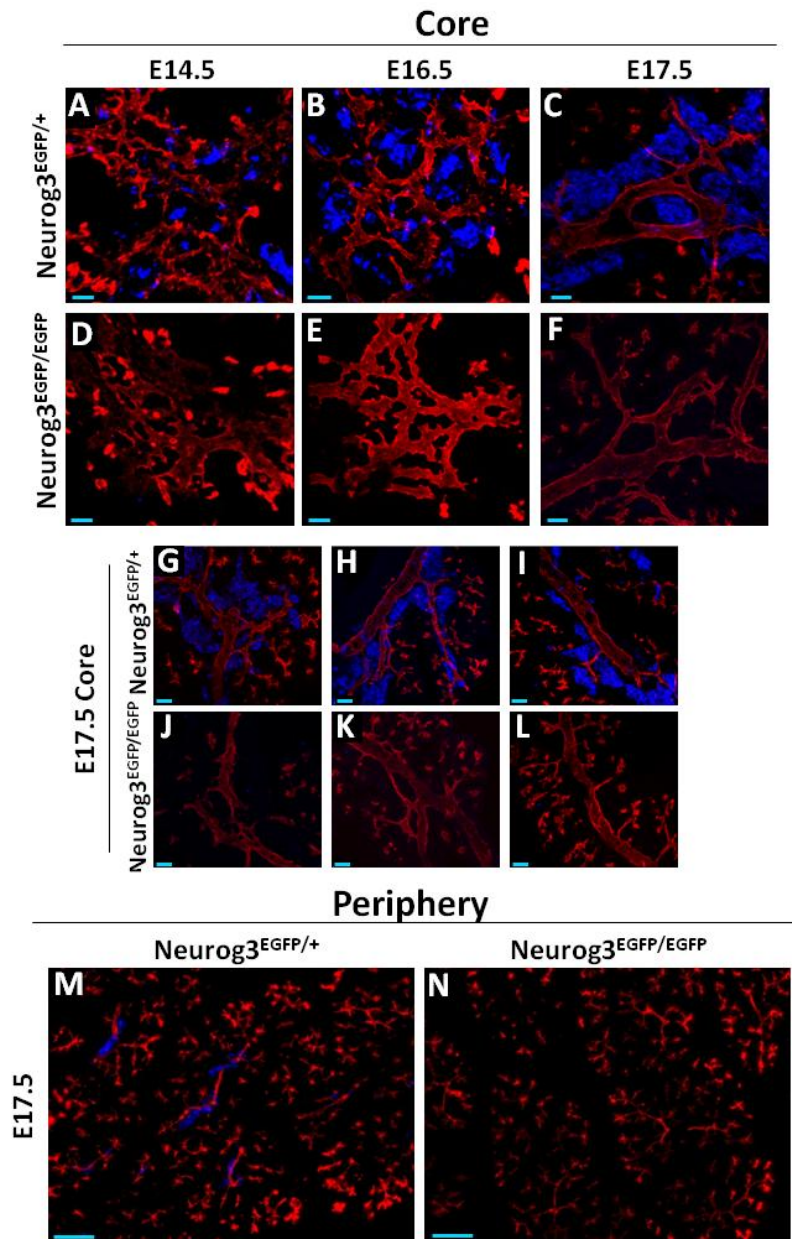 Core
E14.5 E16.5 E17.5
A B C
Neurog3EGFP/+
D E F
Neurog3EGFP/EGFP
G H I
Neurog3EGFP/+
E17.5 Core
J K L
Neurog3EGFP/EGFP
Periphery
Neurog3EGFP/+ Neurog3EGFP/EGFP
M N
E17.5